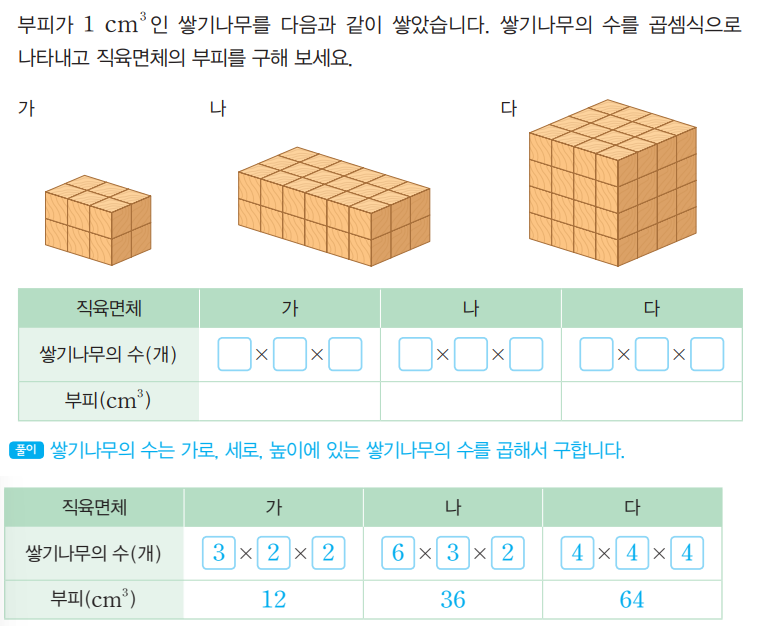 부피가 1 cm³인 쌓기나무를 다음과 같이 쌓았습니다. 쌓기나무의 수를 곱셈식으로
나타내고 직육면체의 부피를 구해 보세요.
가 나 다
직육면체 가 나 다
쌓기나무의 수(개) □×□×□ □×□×□ □×□×□
부피(cm³)
풀이 쌓기나무의 수는 가로, 세로, 높이에 있는 쌓기나무의 수를 곱해서 구합니다.
직육면체 가 나 다
쌓기나무의 수(개) 3×2×2 6×3×2 4×4×4
부피(cm³) 12 36 64